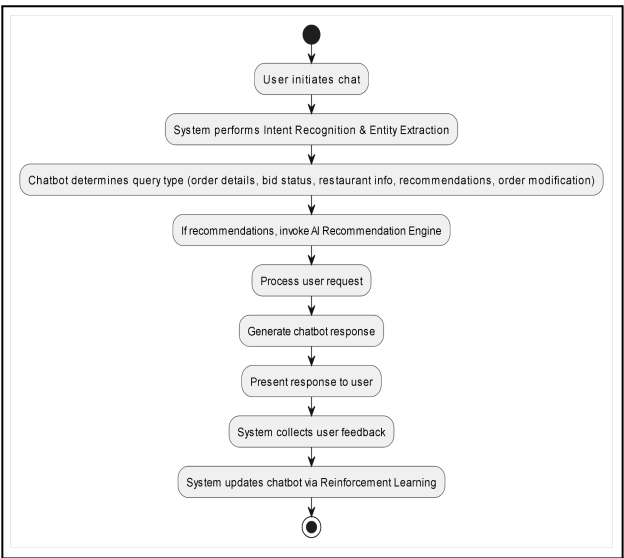 User initiates chat
System performs Intent Recognition & Entity Extraction
Chatbot determines query type (order details, bid status, restaurant info, recommendations, order modification)
If recommendations, invoke AI Recommendation Engine
Process user request
Generate chatbot response
Present response to user
System collects user feedback
System updates chatbot via Reinforcement Learning